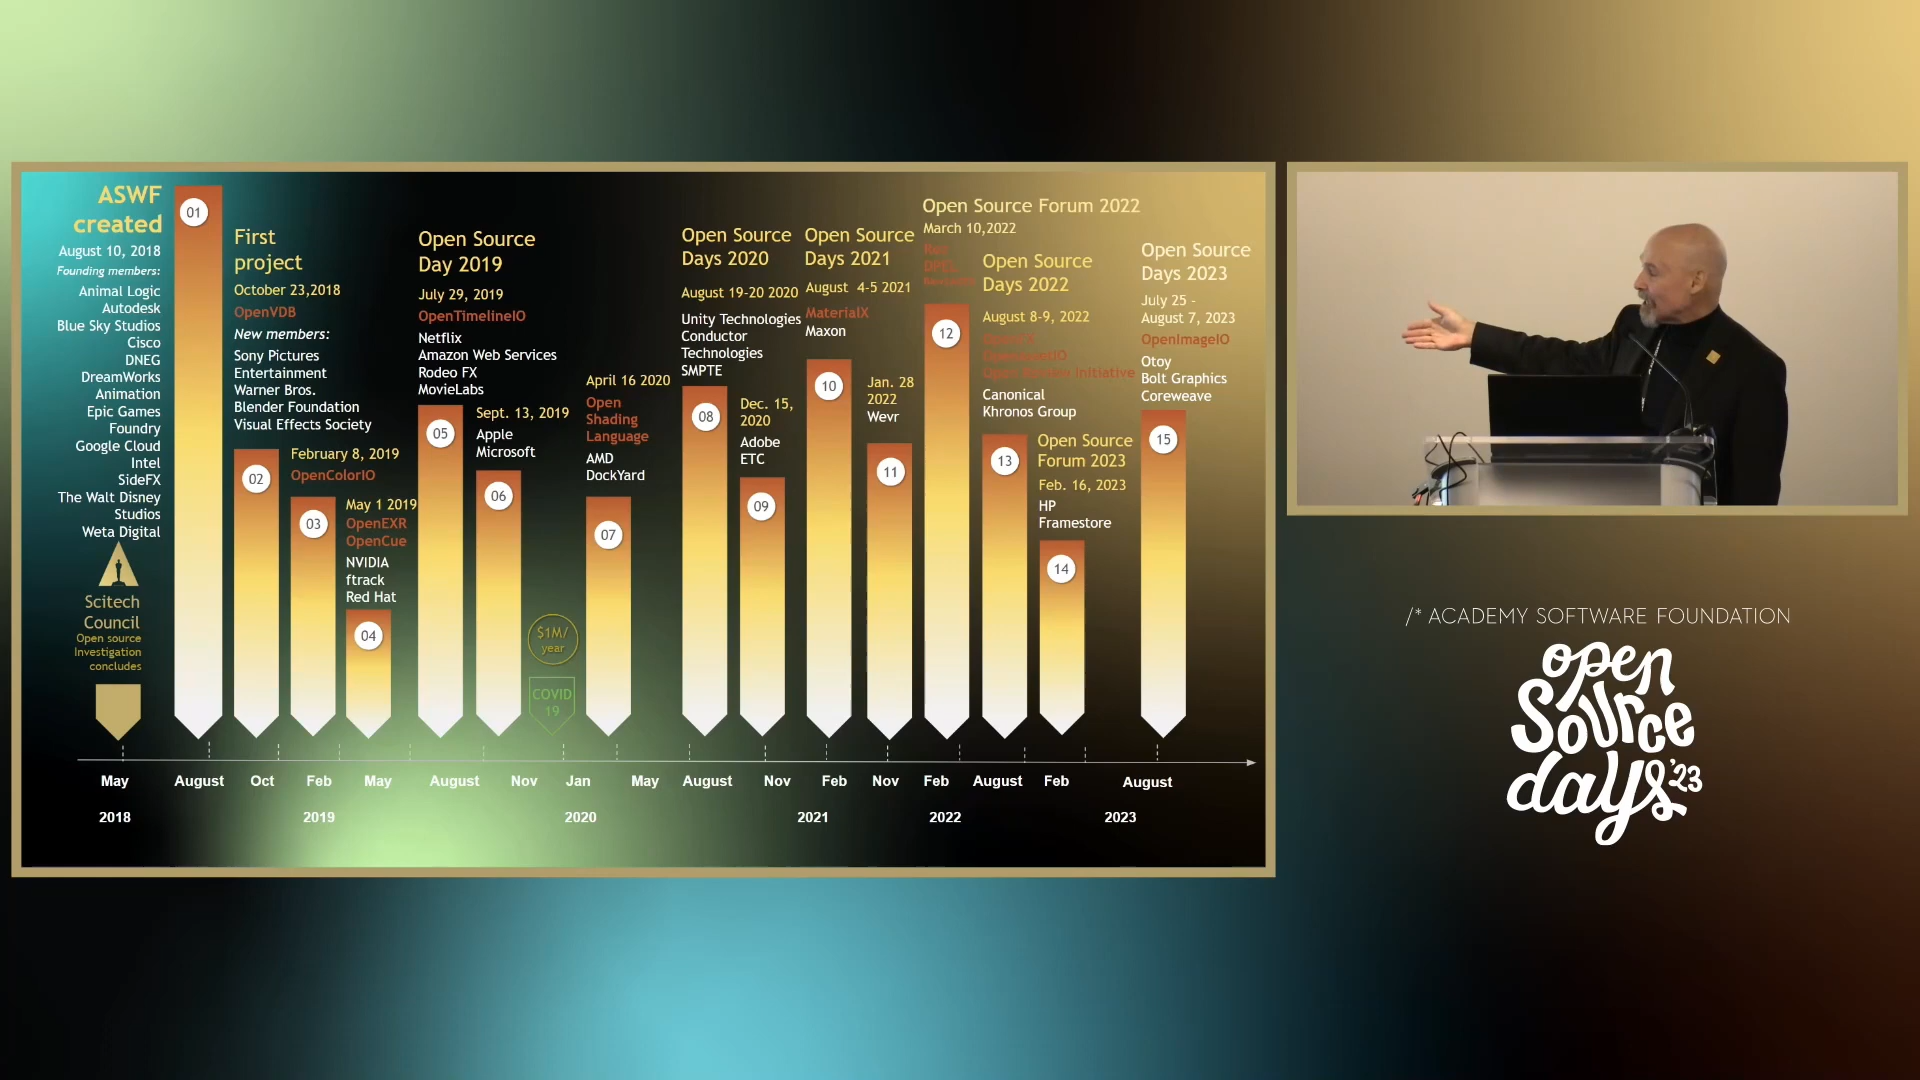 ASWF
created
August 10, 2018
Founding members:
Animal Logic
Autodesk
Blue Sky Studios
Cisco
DNEG
DreamWorks
Animation
Epic Games
Foundry
Google Cloud
Intel
SideFX
The Walt Disney
Studios
Weta Digital
Scitech
Council
Open source
Investigation
concludes
01
First
project
October 23,2018
OpenVDB
New members:
Sony Pictures
Entertainment
Warner Bros.
Blender Foundation
Visual Effects Society
02
February 8, 2019
OpenColorIO
03
May 1 2019
OpenEXR
OpenCue
NVIDIA
ftrack
Red Hat
04
Open Source
Day 2019
July 29, 2019
OpenTimelineIO
Netflix
Amazon Web Services
Rodeo FX
MovieLabs
05
Sept. 13, 2019
Apple
Microsoft
06
$1M/
year
COVID
19
April 16 2020
Open
Shading
Language
AMD
DockYard
07
Open Source
Days 2020
August 19-20 2020
Unity Technologies
Conductor
Technologies
SMPTE
08
Dec. 15,
2020
Adobe
ETC
09
Open Source
Days 2021
August 4-5 2021
MaterialX
Maxon
10
Jan. 28
2022
Wevr
11
Open Source Forum 2022
March 10,2022
DPEL
12
Open Source
Days 2022
August 8-9, 2022
Initiative
Canonical
Khronos Group
13
Open Source
Forum 2023
Feb. 16, 2023
HP
Framestore
14
Open Source
Days 2023
July 25 -
August 7, 2023
OpenImageIO
Otoy
Bolt Graphics
Coreweave
15
May August Oct Feb May August Nov Jan May August Nov Feb Nov Feb August Feb August
2018 2019 2020 2021 2022 2023
/* ACADEMY SOFTWARE FOUNDATION
open
Source
days '23